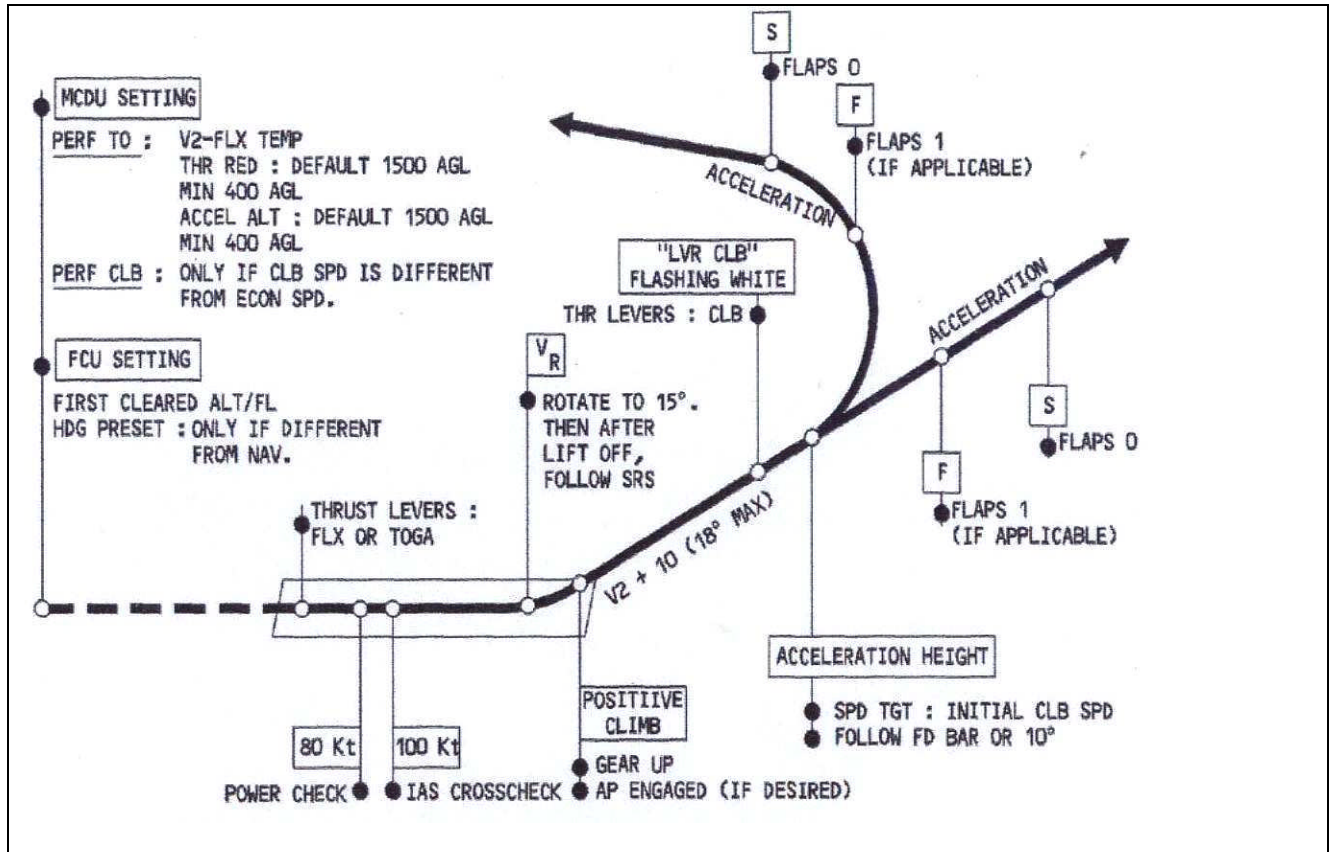 MCDU SETTING
PERF TO : V2-FLX TEMP
THR RED : DEFAULT 1500 AGL
MIN 400 AGL
ACCEL ALT : DEFAULT 1500 AGL
MIN 400 AGL
PERF CLB : ONLY IF CLB SPD IS DIFFERENT
FROM ECON SPD.
FCU SETTING
FIRST CLEARED ALT/FL
HDG PRESET : ONLY IF DIFFERENT
FROM NAV.
THRUST LEVERS :
FLX OR TOGA
80 Kt
POWER CHECK
100 Kt
IAS CROSSCHECK
VR
ROTATE TO 15°.
THEN AFTER
LIFT OFF,
FOLLOW SRS
POSITIIVE
CLIMB
GEAR UP
AP ENGAGED (IF DESIRED)
V2 + 10 (18° MAX)
"LVR CLB"
FLASHING WHITE
THR LEVERS : CLB
ACCELERATION HEIGHT
SPD TGT : INITIAL CLB SPD
FOLLOW FD BAR OR 10°
ACCELERATION
F
FLAPS 1
(IF APPLICABLE)
S
FLAPS 0
ACCELERATION
F
FLAPS 1
(IF APPLICABLE)
S
FLAPS 0